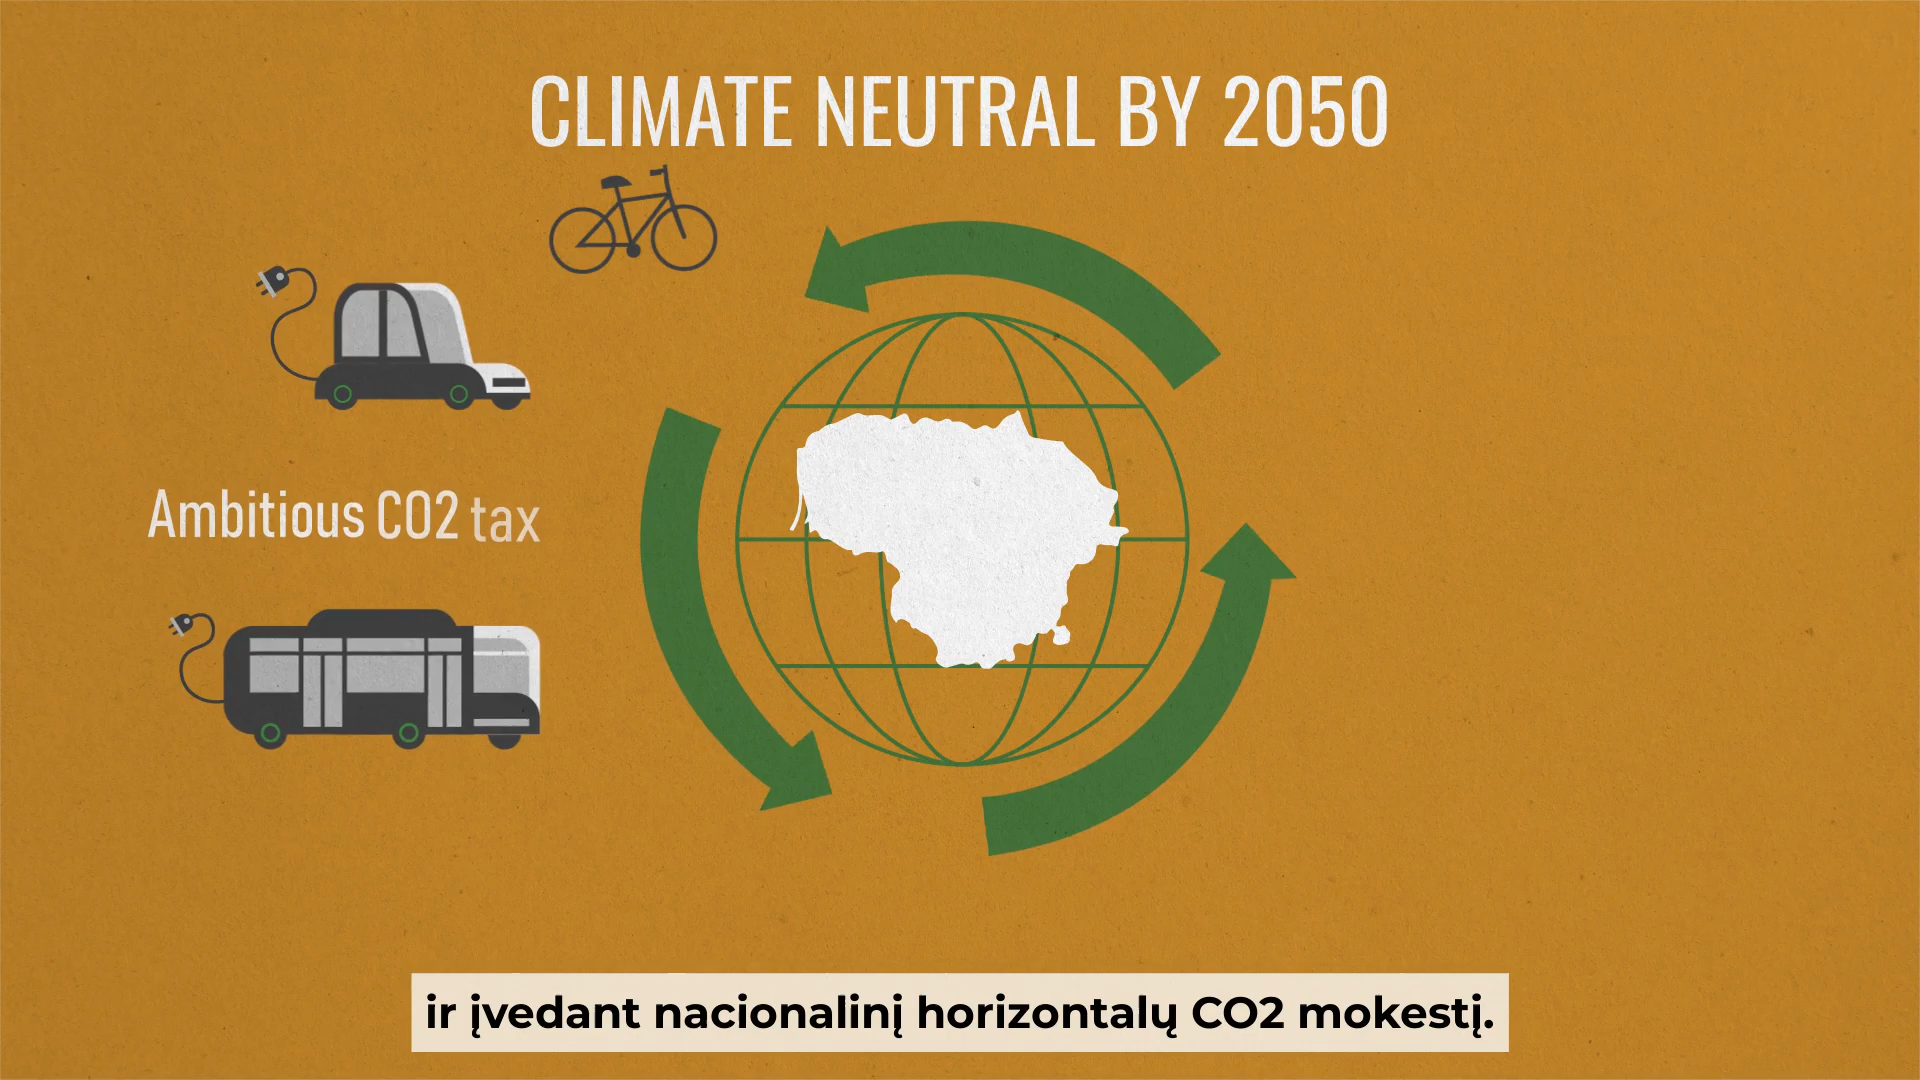 CLIMATE NEUTRAL BY 2050
Ambitious CO2 tax
ir įvedant nacionalinį horizontalų CO2 mokestį.